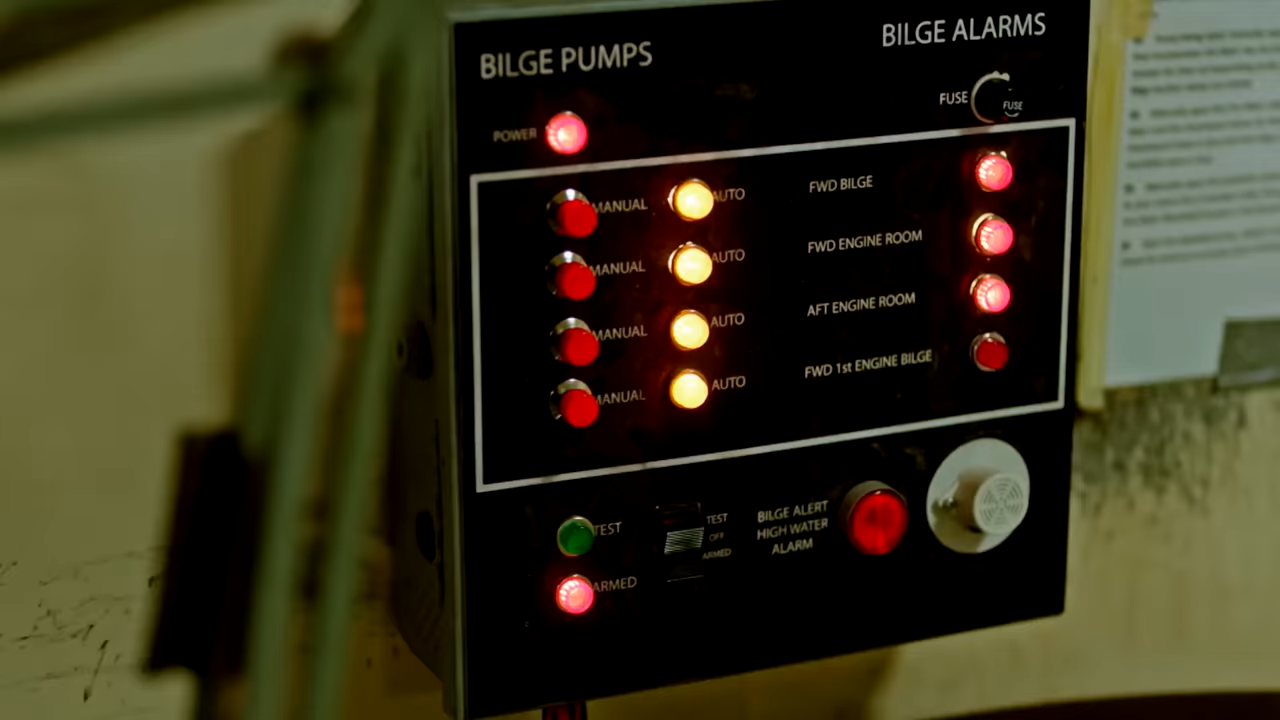 BILGE PUMPS
BILGE ALARMS
FUSE
FUSE
POWER
MANUAL AUTO FWD BILGE
MANUAL AUTO FWD ENGINE ROOM
MANUAL AUTO AFT ENGINE ROOM
MANUAL AUTO FWD 1st ENGINE BILGE
TEST
ARMED
TEST
OFF
ARMED
BILGE ALERT
HIGH WATER
ALARM